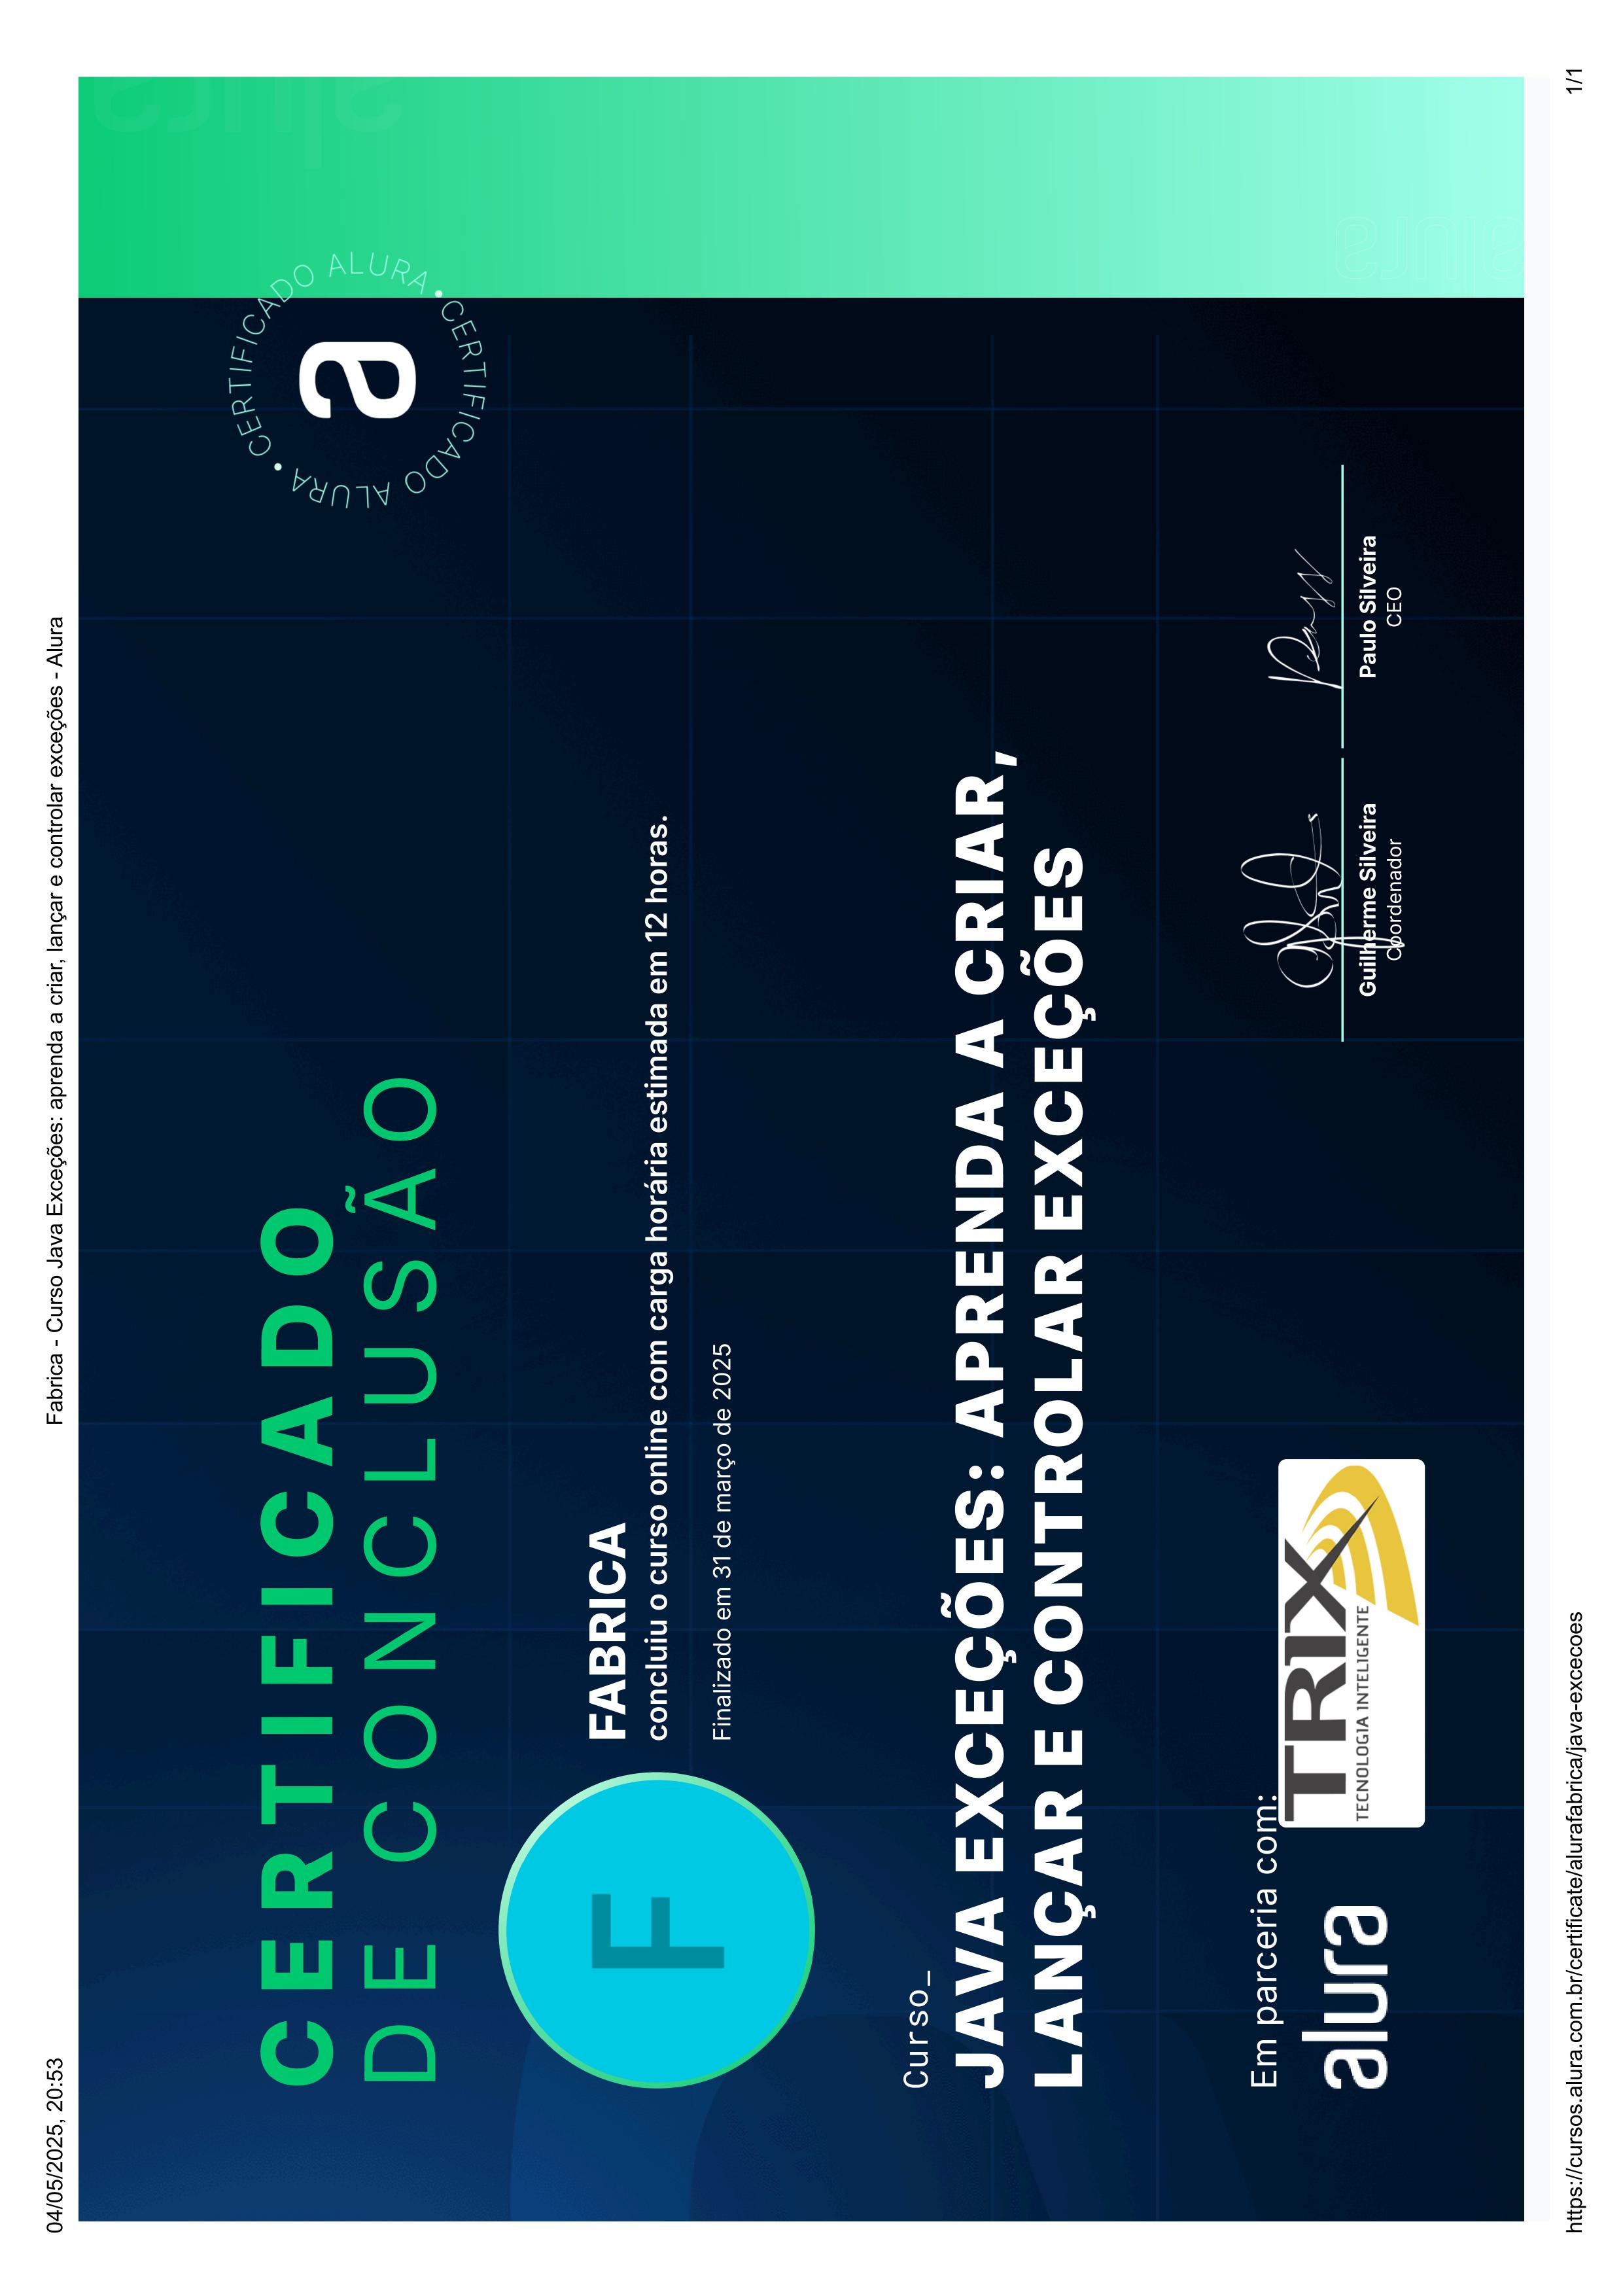 04/05/2025, 20:53
Fabrica - Curso Java Exceções: aprenda a criar, lançar e controlar exceções - Alura
alura
CERTIFICADO ALURA • CERTIFICADO ALURA •
a
CERTIFICADO
DE CONCLUSÃO
F
FABRICA
concluiu o curso online com carga horária estimada em 12 horas.
Finalizado em 31 de março de 2025
Curso_
JAVA EXCEÇÕES: APRENDA A CRIAR,
LANÇAR E CONTROLAR EXCEÇÕES
Em parceria com:
alura
TRIX
TECNOLOGIA INTELIGENTE
Guilherme Silveira
Coordenador
Paulo Silveira
CEO
alura
https://cursos.alura.com.br/certificate/alurafabrica/java-excecoes
1/1